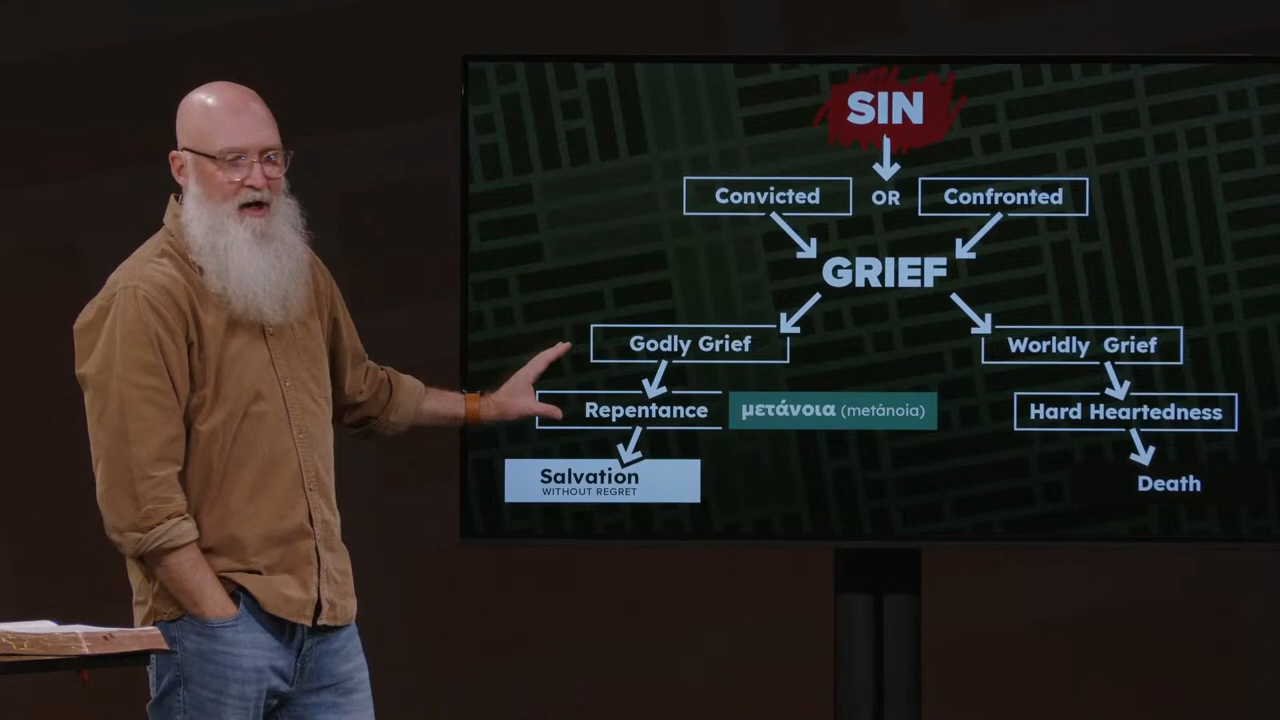 SIN
Convicted OR Confronted
GRIEF
Godly Grief Worldly Grief
Repentance μετάνοια (metánoia) Hard Heartedness
Salvation
WITHOUT REGRET
Death